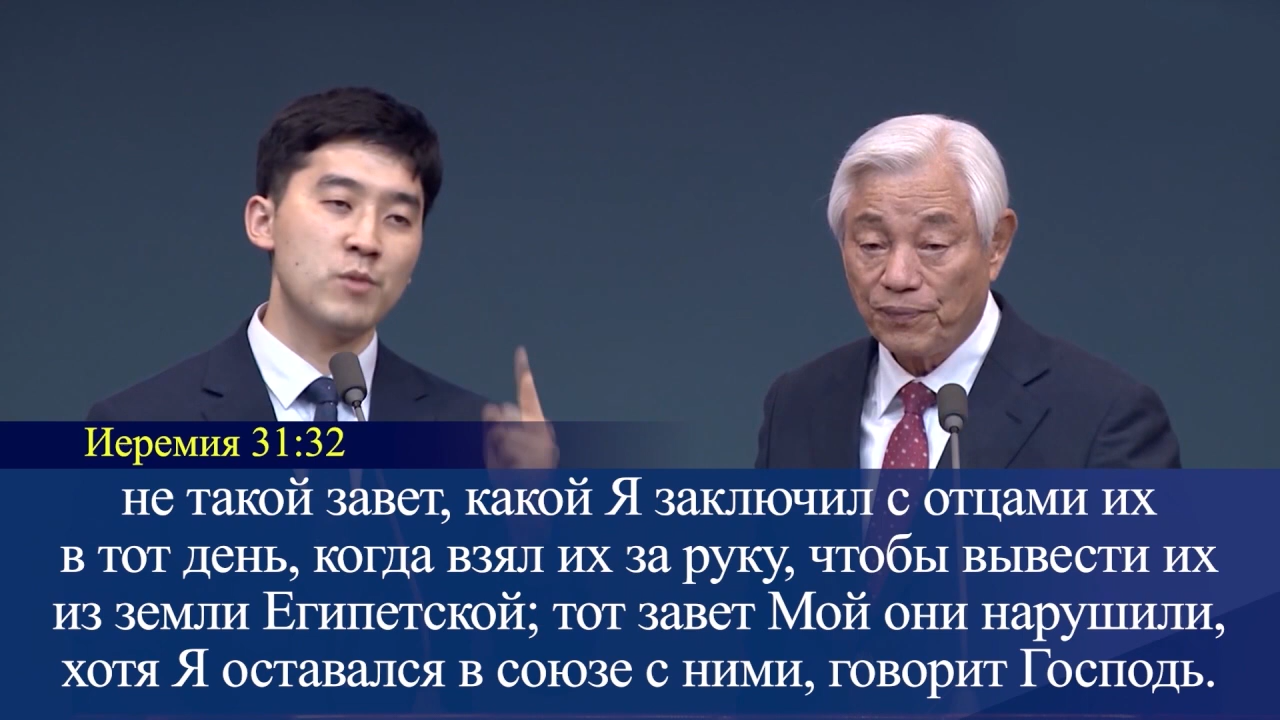 Иеремия 31:32
не такой завет, какой Я заключил с отцами их
в тот день, когда взял их за руку, чтобы вывести их
из земли Египетской; тот завет Мой они нарушили,
хотя Я оставался в союзе с ними, говорит Господь.